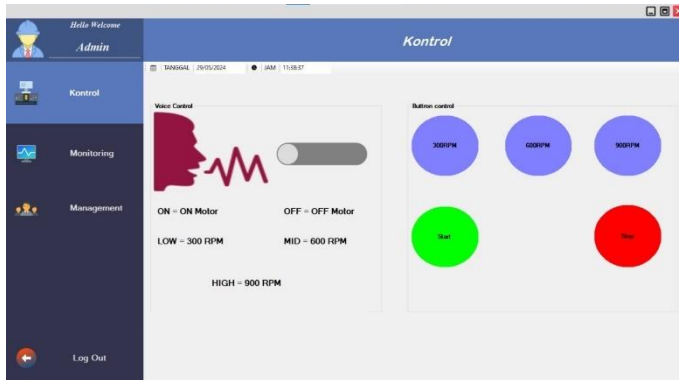 Hello Welcome
Admin
Kontrol
TANGGAL 29/05/2024 JAM 11:38:37
Kontrol
Monitoring
Management
Log Out
Voice Control
ON = ON Motor OFF = OFF Motor
LOW = 300 RPM MID = 600 RPM
HIGH = 900 RPM
Buttron control
300RPM 600RPM 900RPM
Start Stop